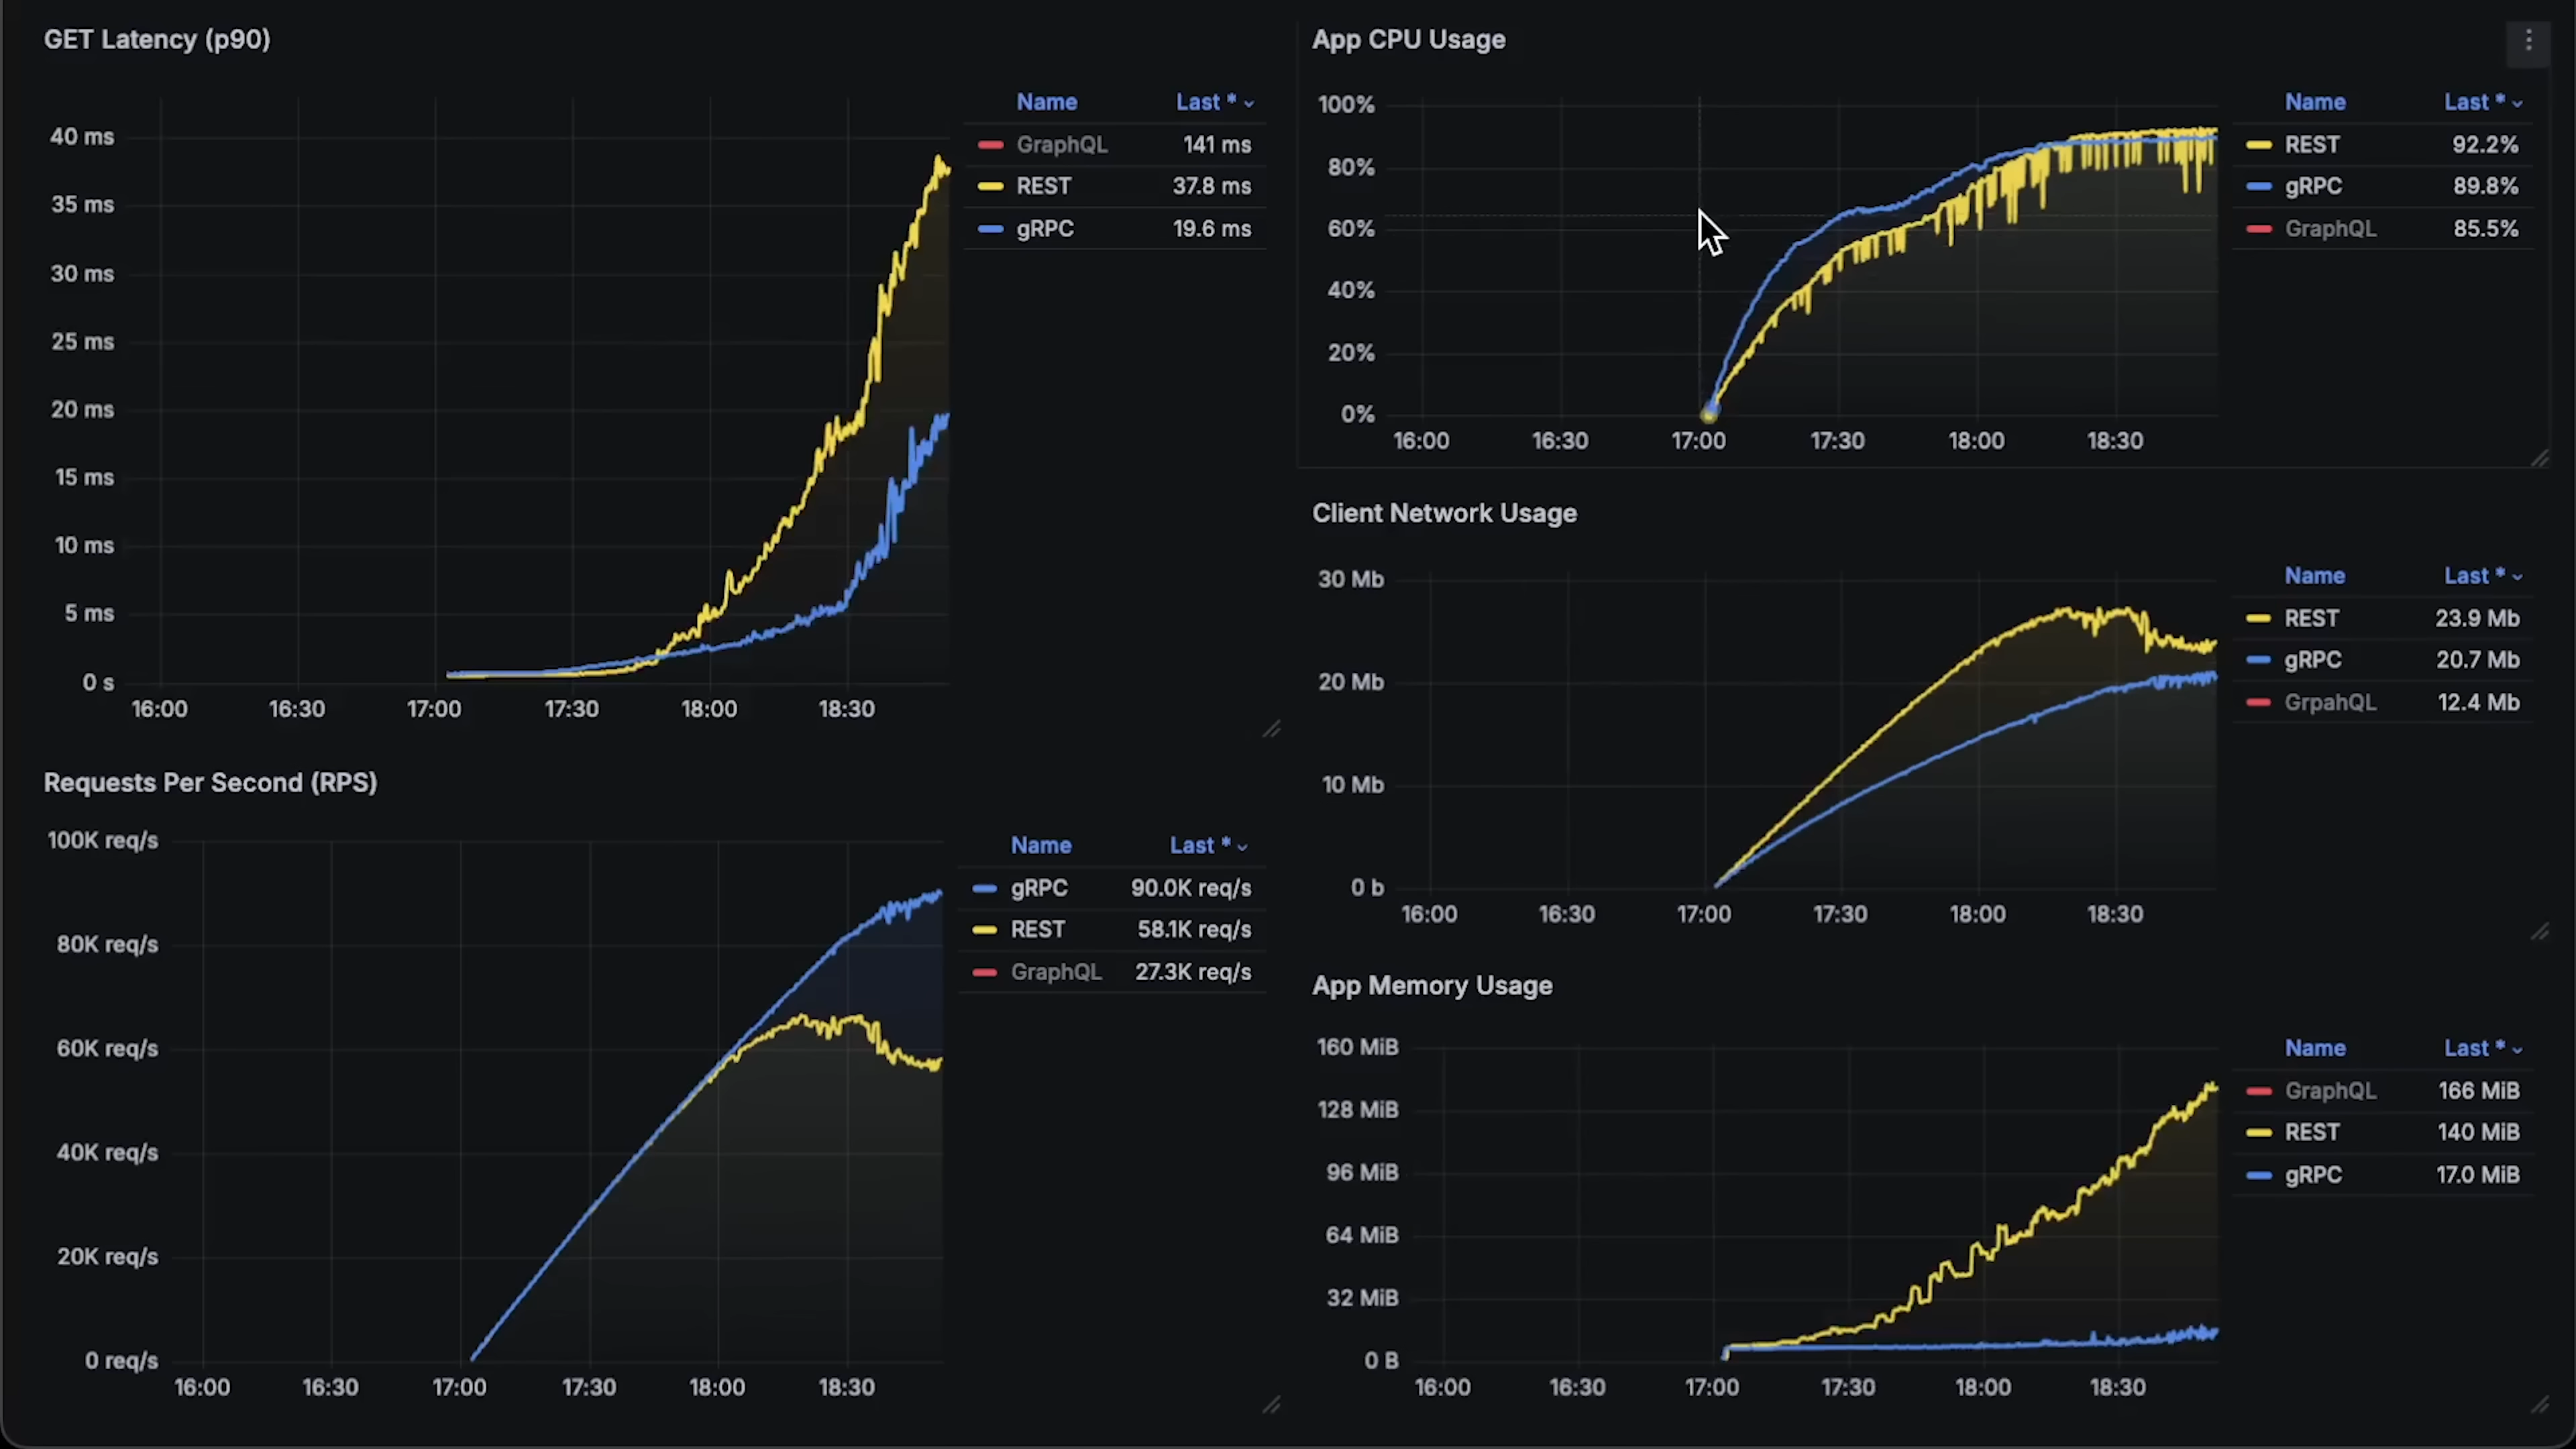 GET Latency (p90)
40 ms
35 ms
30 ms
25 ms
20 ms
15 ms
10 ms
5 ms
0 s
16:00 16:30 17:00 17:30 18:00 18:30
Name Last *
GraphQL 141 ms
REST 37.8 ms
gRPC 19.6 ms
Requests Per Second (RPS)
100K req/s
80K req/s
60K req/s
40K req/s
20K req/s
0 req/s
16:00 16:30 17:00 17:30 18:00 18:30
Name Last *
gRPC 90.0K req/s
REST 58.1K req/s
GraphQL 27.3K req/s
App CPU Usage
100%
80%
60%
40%
20%
0%
16:00 16:30 17:00 17:30 18:00 18:30
Name Last *
REST 92.2%
gRPC 89.8%
GraphQL 85.5%
Client Network Usage
30 Mb
20 Mb
10 Mb
0 b
16:00 16:30 17:00 17:30 18:00 18:30
Name Last *
REST 23.9 Mb
gRPC 20.7 Mb
GrpahQL 12.4 Mb
App Memory Usage
160 MiB
128 MiB
96 MiB
64 MiB
32 MiB
0 B
16:00 16:30 17:00 17:30 18:00 18:30
Name Last *
GraphQL 166 MiB
REST 140 MiB
gRPC 17.0 MiB